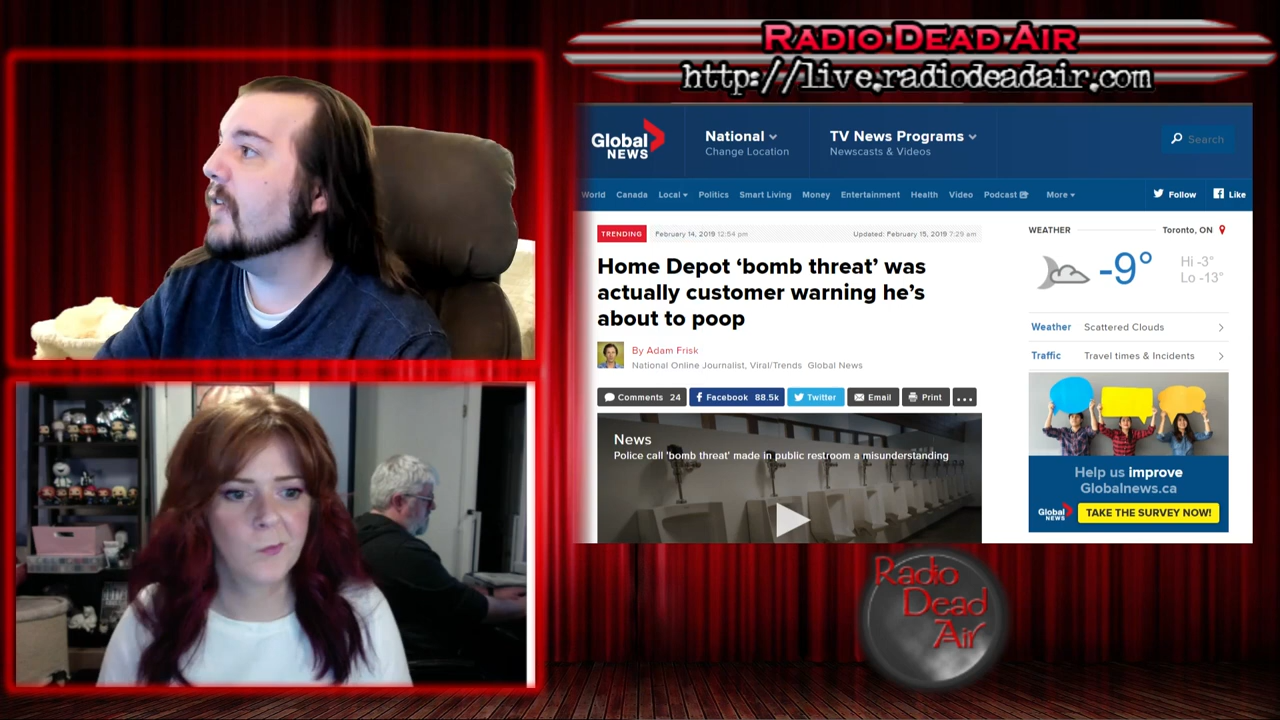 RADIO DEAD AIR
http://live.radiodeadair.com
Global
NEWS
National
Change Location
TV News Programs
Newscasts & Videos
Search
World Canada Local Politics Smart Living Money Entertainment Health Video Podcast More
Follow Like
TRENDING February 14, 2019 12:54 pm Updated: February 15, 2019 7:29 am
Home Depot ‘bomb threat’ was
actually customer warning he’s
about to poop
By Adam Frisk
National Online Journalist, Viral/Trends Global News
Comments 24 Facebook 88.5k Twitter Email Print ...
News
Police call 'bomb threat' made in public restroom a misunderstanding
WEATHER Toronto, ON
-9°
Hi -3°
Lo -13°
Weather Scattered Clouds
Traffic Travel times & Incidents
Help us improve
Globalnews.ca
Global
NEWS
TAKE THE SURVEY NOW!
Radio
Dead
Air